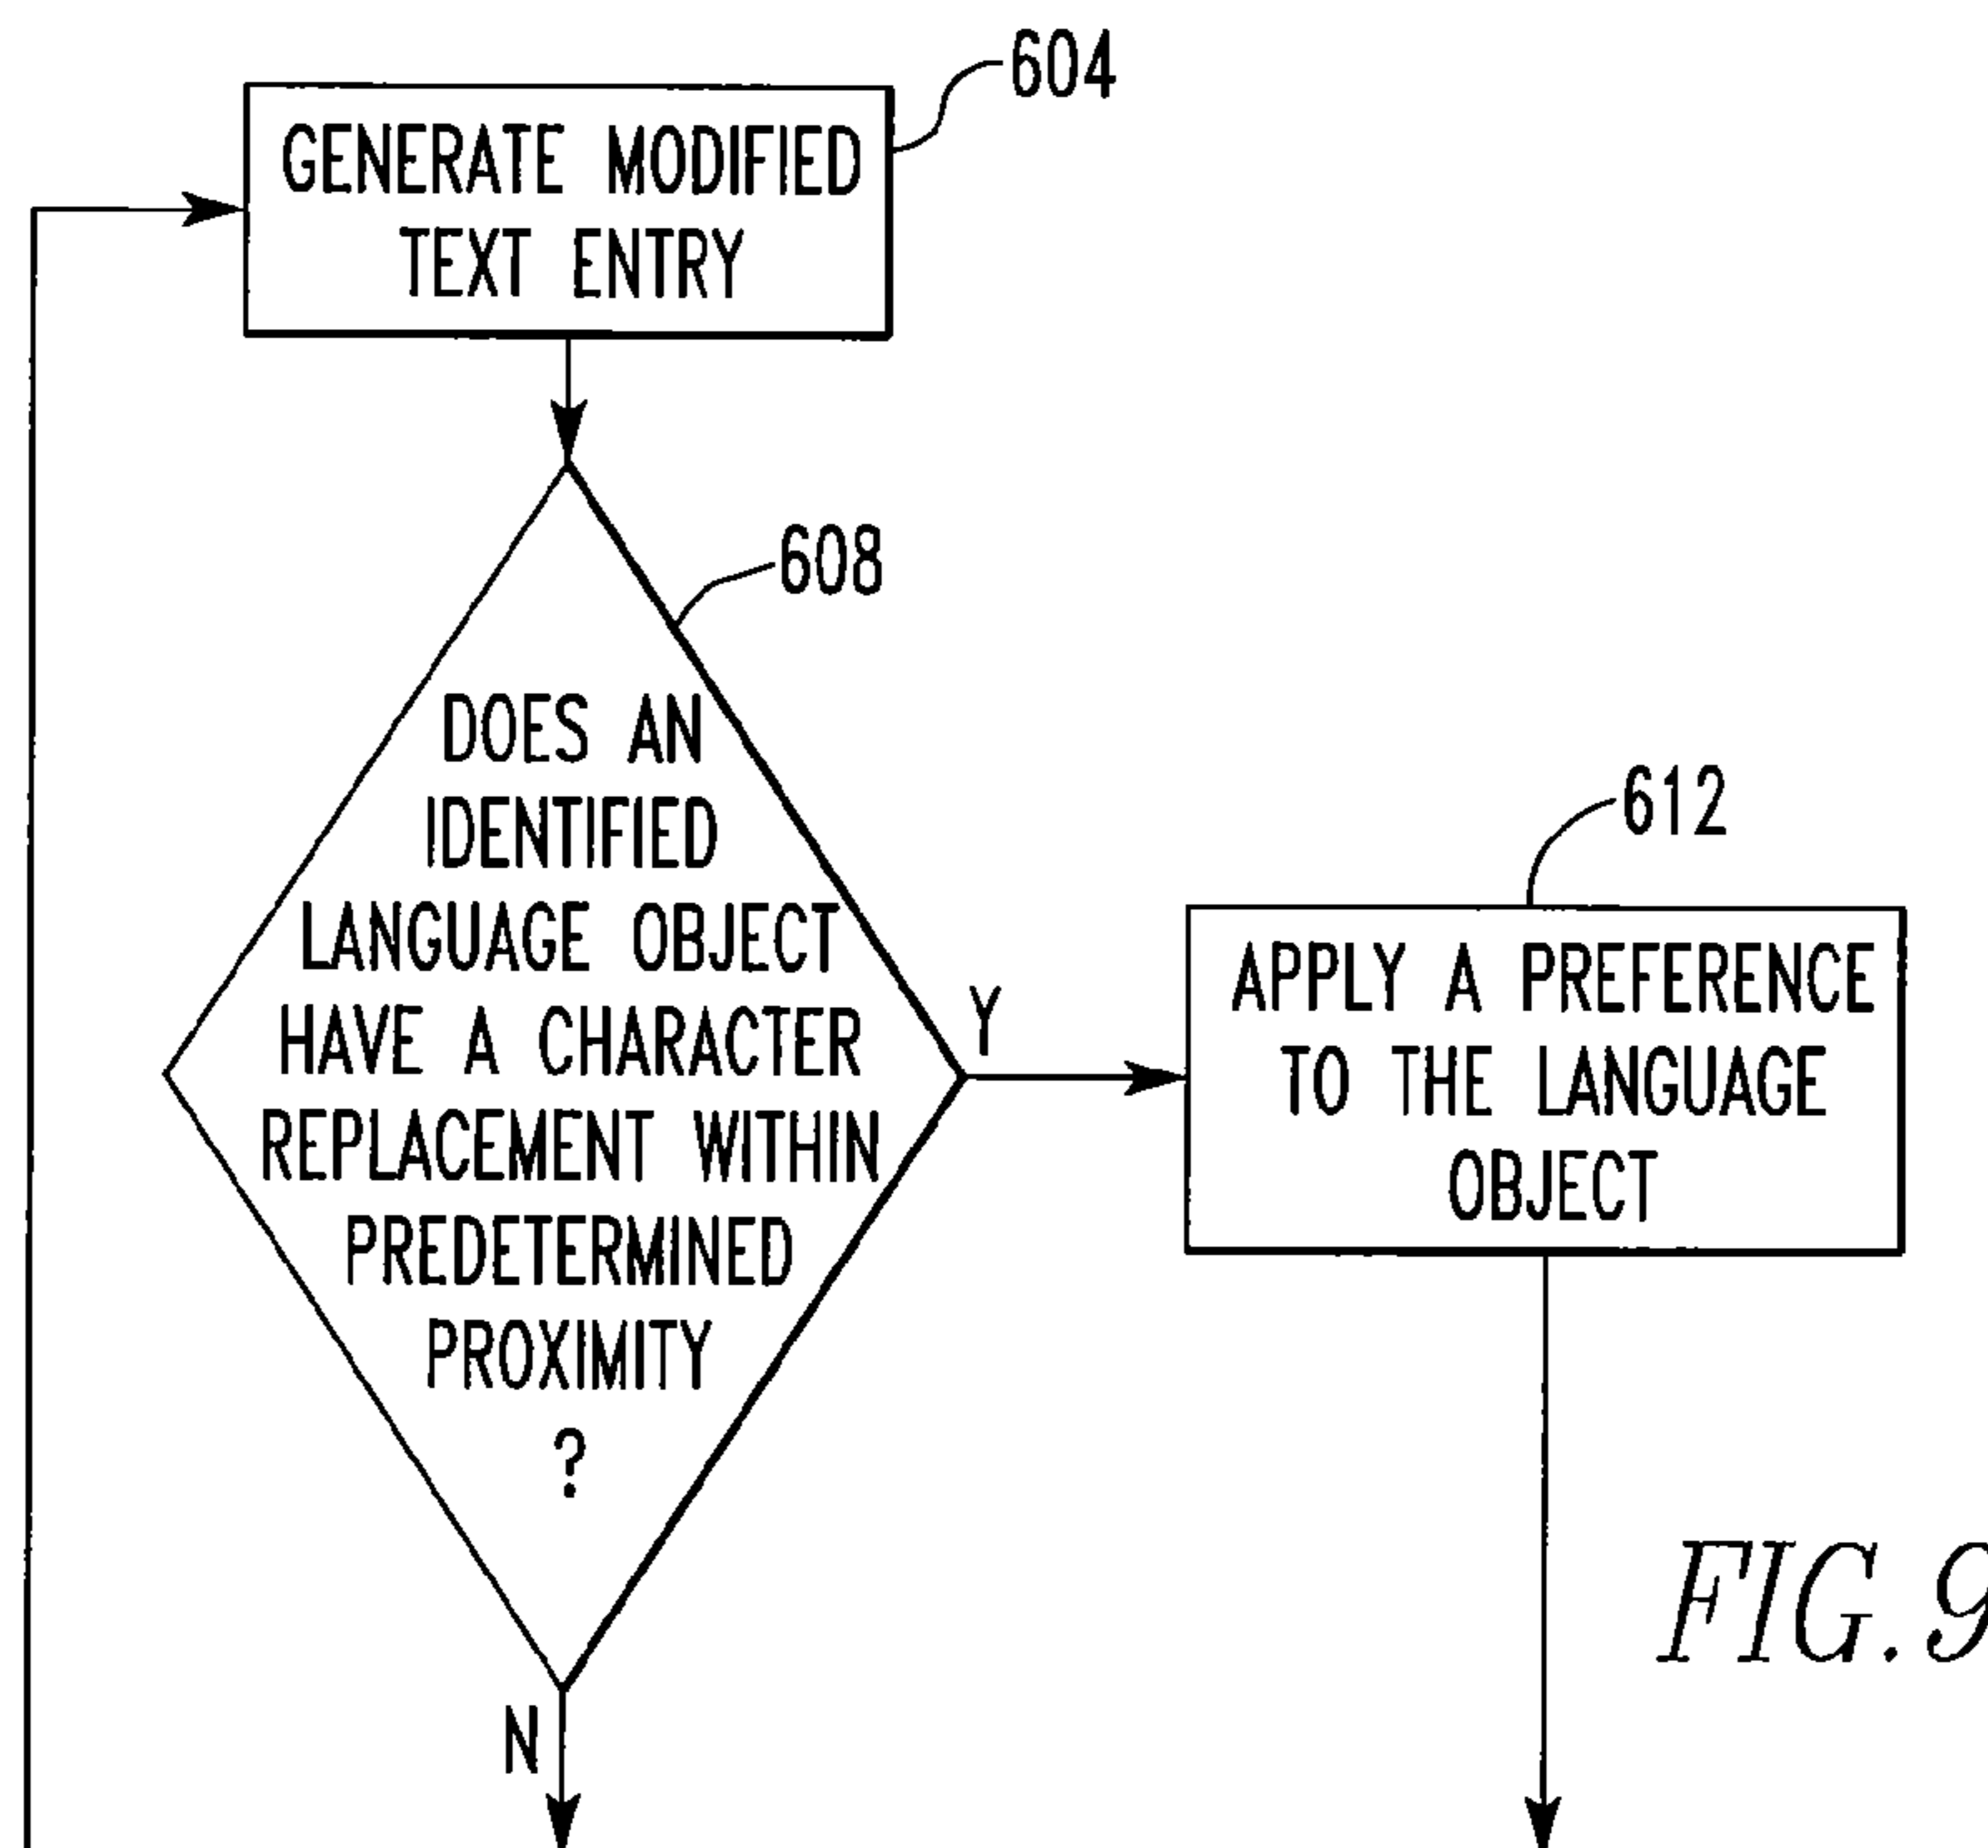 604
GENERATE MODIFIED
TEXT ENTRY
608
DOES AN
IDENTIFIED
LANGUAGE OBJECT
HAVE A CHARACTER
REPLACEMENT WITHIN
PREDETERMINED
PROXIMITY
?
Y
612
APPLY A PREFERENCE
TO THE LANGUAGE
OBJECT
FIG.9
N